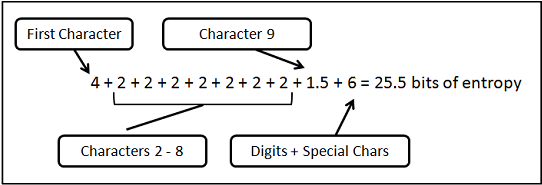 First Character
Character 9
4 + 2 + 2 + 2 + 2 + 2 + 2 + 2 + 1.5 + 6 = 25.5 bits of entropy
Characters 2 - 8
Digits + Special Chars